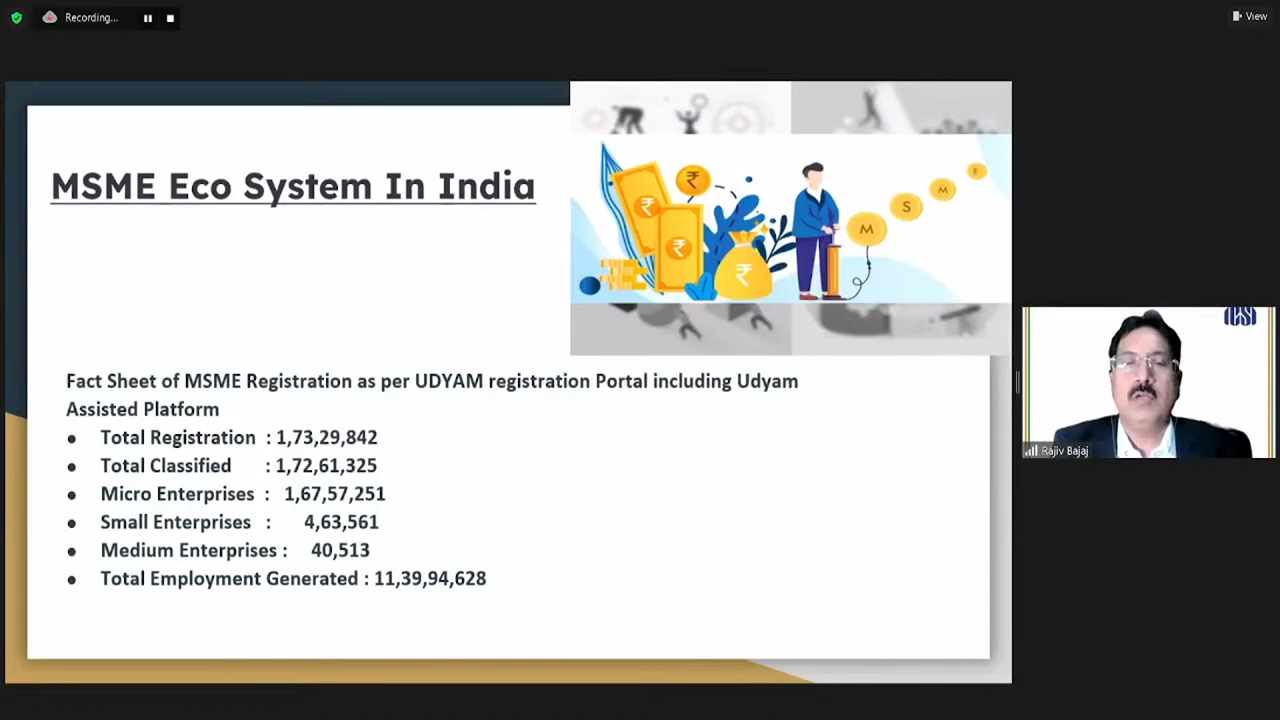 Recording...
View
MSME Eco System In India
M
S
M
E
Fact Sheet of MSME Registration as per UDYAM registration Portal including Udyam
Assisted Platform
● Total Registration : 1,73,29,842
● Total Classified : 1,72,61,325
● Micro Enterprises : 1,67,57,251
● Small Enterprises : 4,63,561
● Medium Enterprises : 40,513
● Total Employment Generated : 11,39,94,628
Rajiv Bajaj